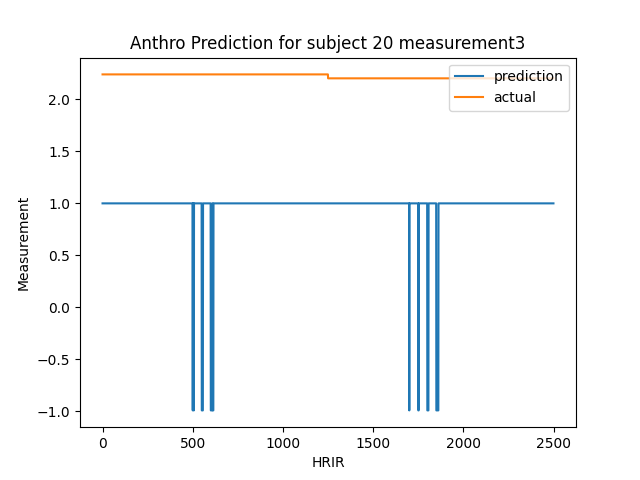 Anthro Prediction for subject 20 measurement3
prediction
actual
Measurement
2.0
1.5
1.0
0.5
0.0
−0.5
−1.0
0
500
1000
1500
2000
2500
HRIR